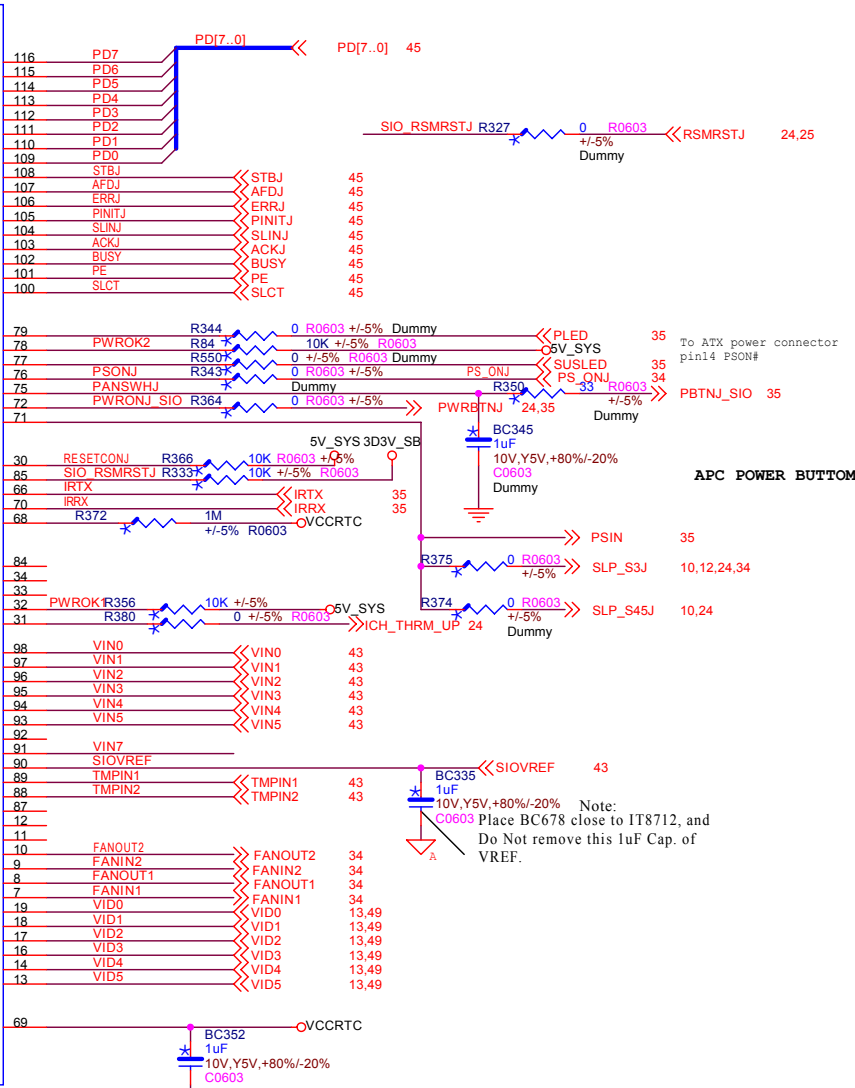 PD[7..0]
116 PD7 PD[7..0] 45
115 PD6
114 PD5
113 PD4
112 PD3
111 PD2
110 PD1
109 PD0
SIO_RSMRSTJ R327 0 R0603 RSMRSTJ 24,25
+/-5%
Dummy
108 STBJ STBJ 45
107 AFDJ AFDJ 45
106 ERRJ ERRJ 45
105 PINITJ PINITJ 45
104 SLINJ SLINJ 45
103 ACKJ ACKJ 45
102 BUSY BUSY 45
101 PE PE 45
100 SLCT SLCT 45
79 R344 0 R0603 +/-5% Dummy PLED 35
78 PWROK2 R84 10K +/-5% R0603 5V_SYS
77 R550 0 +/-5% R0603 Dummy SUSLED 35
76 PSONJ R343 0 R0603 +/-5% PS_ONJ PS_ONJ 34
To ATX power connector
pin14 PSON#
75 PANSWHJ Dummy R350 33 R0603 PBTNJ_SIO 35
+/-5%
Dummy
72 PWRONJ_SIO R364 0 R0603 +/-5% PWRBTNJ 24,35
71
BC345
1uF
10V,Y5V,+80%/-20%
C0603
Dummy
APC POWER BUTTOM
5V_SYS 3D3V_SB
30 RESETCONJ R366 10K R0603 +/-5%
85 SIO_RSMRSTJ R333 10K +/-5% R0603
66 IRTX IRTX 35
70 IRRX IRRX 35
68 R372 1M VCCRTC
+/-5% R0603
PSIN 35
84 R375 0 R0603 SLP_S3J 10,12,24,34
+/-5%
34
33
32 PWROK1 R356 10K +/-5% 5V_SYS
31 R380 0 +/-5% R0603 ICH_THRM_UP 24
R374 0 R0603 SLP_S45J 10,24
+/-5%
Dummy
98 VIN0 VIN0 43
97 VIN1 VIN1 43
96 VIN2 VIN2 43
95 VIN3 VIN3 43
94 VIN4 VIN4 43
93 VIN5 VIN5 43
92
91 VIN7
90 SIOVREF SIOVREF 43
89 TMPIN1 TMPIN1 43
88 TMPIN2 TMPIN2 43
87
12
11
BC335
1uF
10V,Y5V,+80%/-20%
C0603
A
Note:
Place BC678 close to IT8712, and
Do Not remove this 1uF Cap. of
VREF.
10 FANOUT2 FANOUT2 34
9 FANIN2 FANIN2 34
8 FANOUT1 FANOUT1 34
7 FANIN1 FANIN1 34
19 VID0 VID0 13,49
18 VID1 VID1 13,49
17 VID2 VID2 13,49
16 VID3 VID3 13,49
14 VID4 VID4 13,49
13 VID5 VID5 13,49
69 VCCRTC
BC352
1uF
10V,Y5V,+80%/-20%
C0603